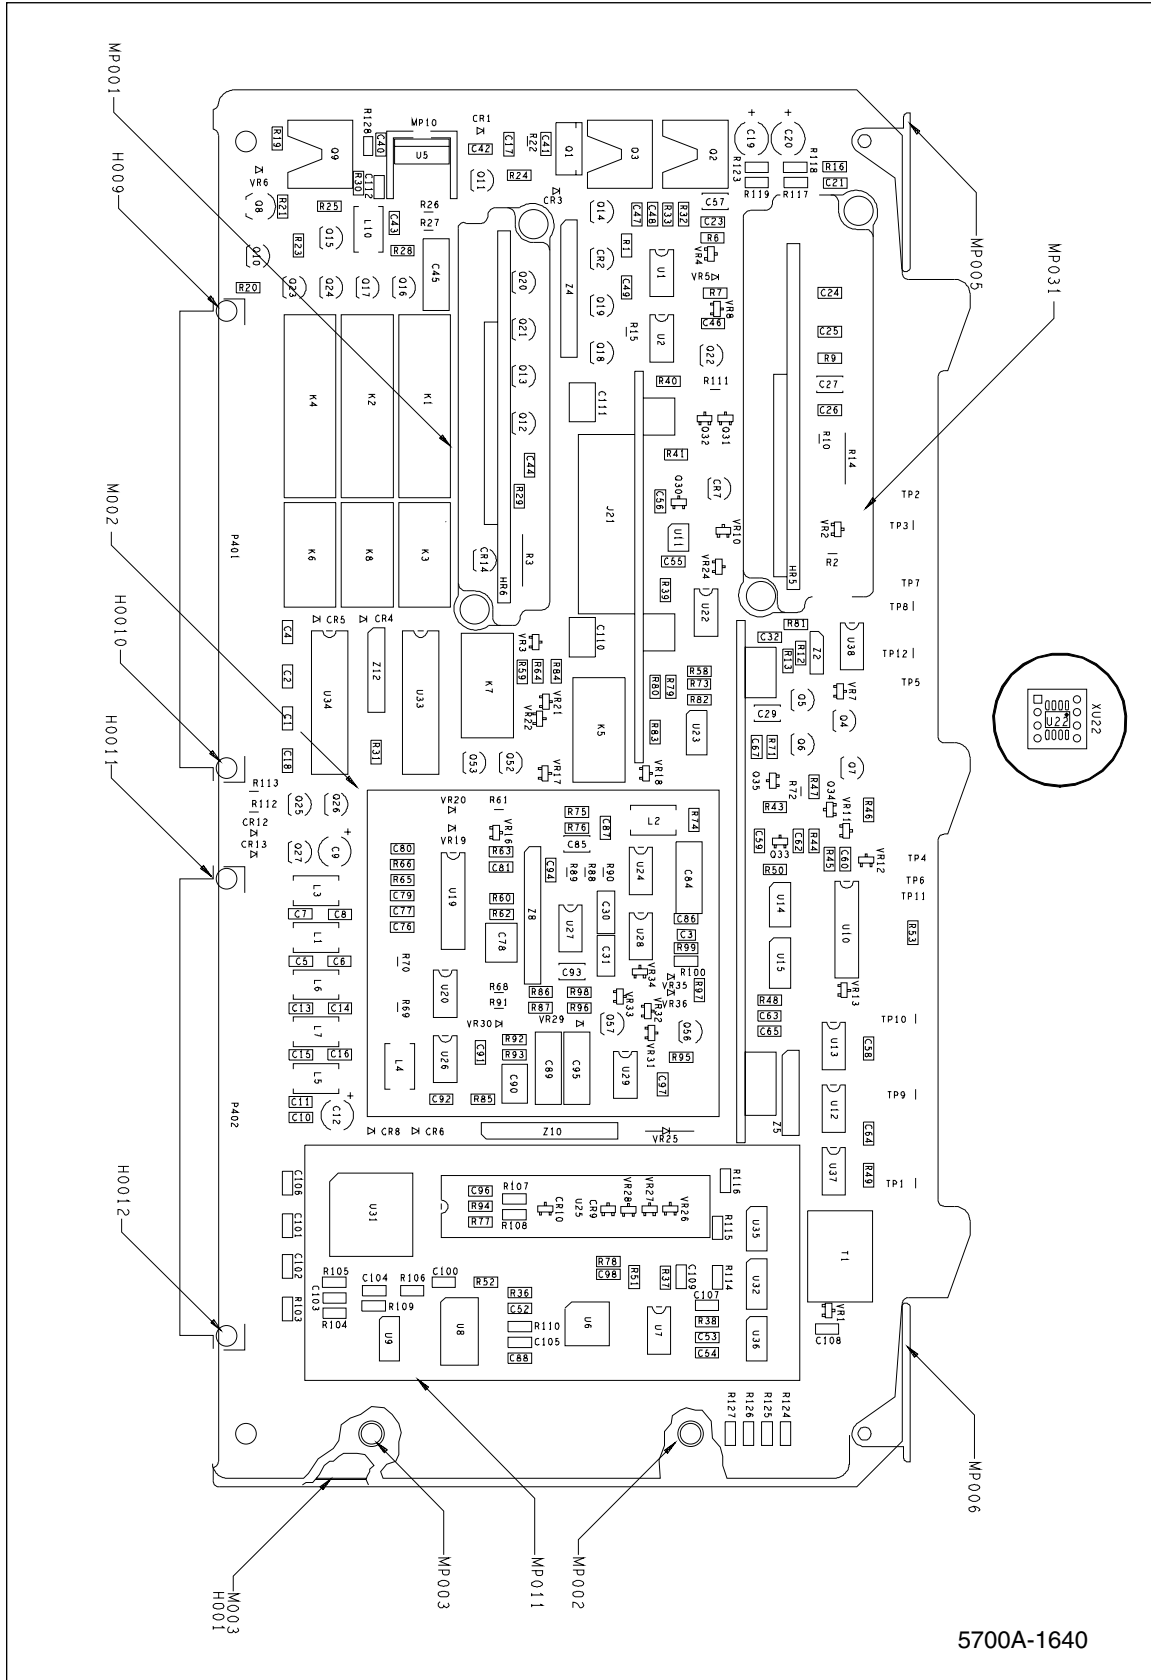 MP001
H009
M002
H0010
H0011
H0012
MP005
MP031
MP006
MP002
MP011
MP003
M003
H001
XU22
U22
R19
VR6
Q8
R21
Q10
R20
Q9
R128
C40
MP10
U5
C112
R30
R25
L10
C43
R23
Q15
R28
R26
R27
C45
Q23
Q24
Q17
Q16
CR1
C42
C17
R22
C41
Q11
R24
CR3
Q1
Q3
Q2
C19
C20
R123
R118
R119
R117
R16
C21
C57
C23
R6
VR4
VR5
R7
VR8
C46
Q22
R111
Q14
C47
C48
R33
R32
R1
U1
CR2
C49
Z4
Q19
R15
U2
Q18
Q20
Q21
Q13
Q12
C44
R29
R3
CR14
HR6
K4
K2
K1
K6
K8
K3
P401
C111
R40
R41
J21
Q32
Q31
Q30
C56
CR7
U11
VR10
C55
VR24
R39
U22
C24
C25
R9
C27
C26
R10
R14
VR2
R2
HR5
TP2
TP3
TP7
TP8
TP12
TP5
C4
CR5
CR4
C2
U34
Z12
U33
C1
C18
R31
K7
VR3
R59
R64
R84
VR21
VR22
C110
K5
R80
R79
R58
R73
R82
R83
U23
VR17
VR18
Q53
Q52
R81
C32
R13
R12
Z2
U38
VR7
C29
Q5
Q4
C67
R71
Q6
Q7
Q35
R72
R47
Q34
R43
VR11
R46
C59
Q33
C62
R44
R45
C60
VR12
R50
TP4
TP6
TP11
R53
R113
R112
Q25
Q26
CR12
CR13
Q27
C9
L3
C7
C8
L1
C5
C6
L6
C13
C14
L7
C15
C16
L5
C11
C10
C12
P402
VR20
VR19
R61
VR16
R75
R76
C85
C87
L2
R74
C80
R66
R65
C79
C77
C76
U19
R63
C81
R60
R62
C78
Z8
C94
R89
R88
R90
U24
C84
C30
C31
U27
U28
C86
C3
R99
R100
R70
R69
U20
R68
R91
C93
VR34
VR35
VR36
R97
R86
R87
R98
R96
VR33
VR32
VR30
VR29
Q57
VR31
Q56
L4
U26
C91
R92
R93
C90
C89
C95
U29
R95
C97
C92
R85
CR8
CR6
Z10
VR25
U14
U10
U15
VR13
R48
C63
C65
TP10
U13
C58
U12
TP9
Z5
C64
U37
R49
TP1
C106
C101
C102
R103
U31
C96
R94
R77
R107
R108
CR10
U25
CR9
VR28
VR27
VR26
R116
R115
U35
T1
R105
C103
R104
C104
R109
R106
C100
R52
R36
C52
R110
C105
C88
U9
U8
U6
R78
C98
R51
R37
C109
R114
C107
U7
R38
C53
C54
U32
U36
VR1
C108
R127
R126
R125
R124
5700A-1640